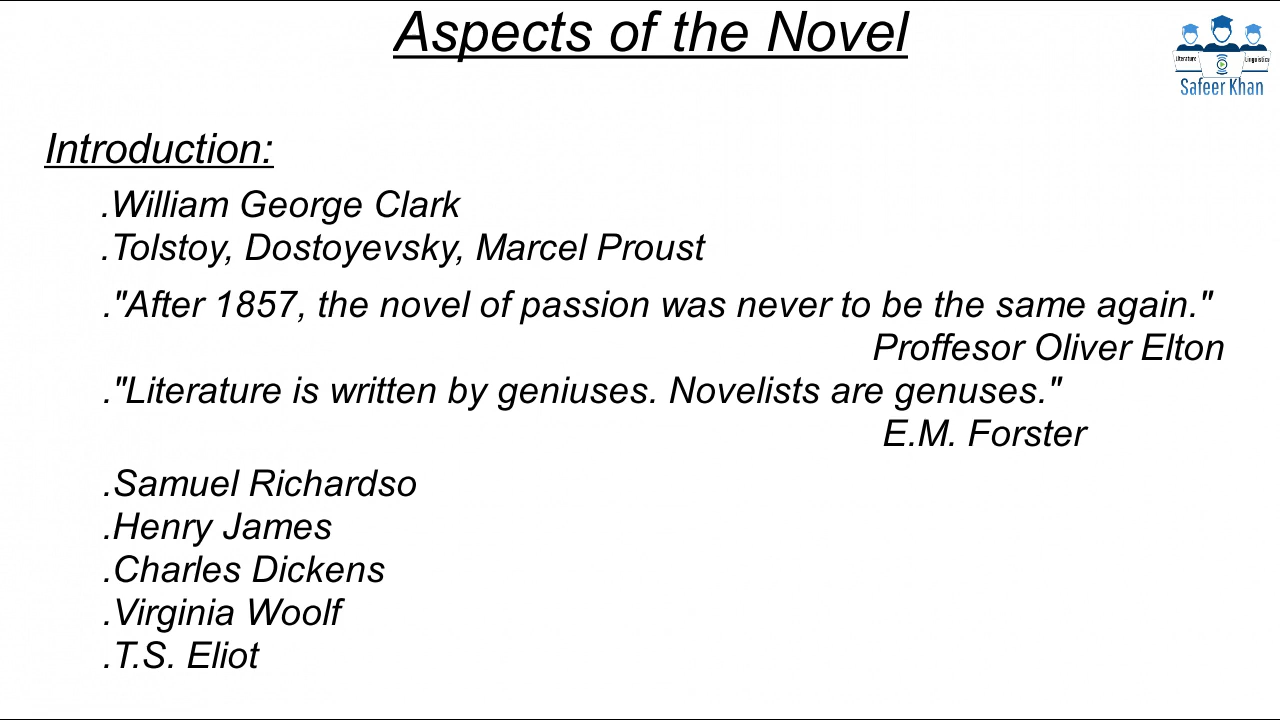 Aspects of the Novel
Literature
Linguistics
Safeer Khan
Introduction:
.William George Clark
.Tolstoy, Dostoyevsky, Marcel Proust
."After 1857, the novel of passion was never to be the same again."
Proffesor Oliver Elton
."Literature is written by geniuses. Novelists are genuses."
E.M. Forster
.Samuel Richardso
.Henry James
.Charles Dickens
.Virginia Woolf
.T.S. Eliot